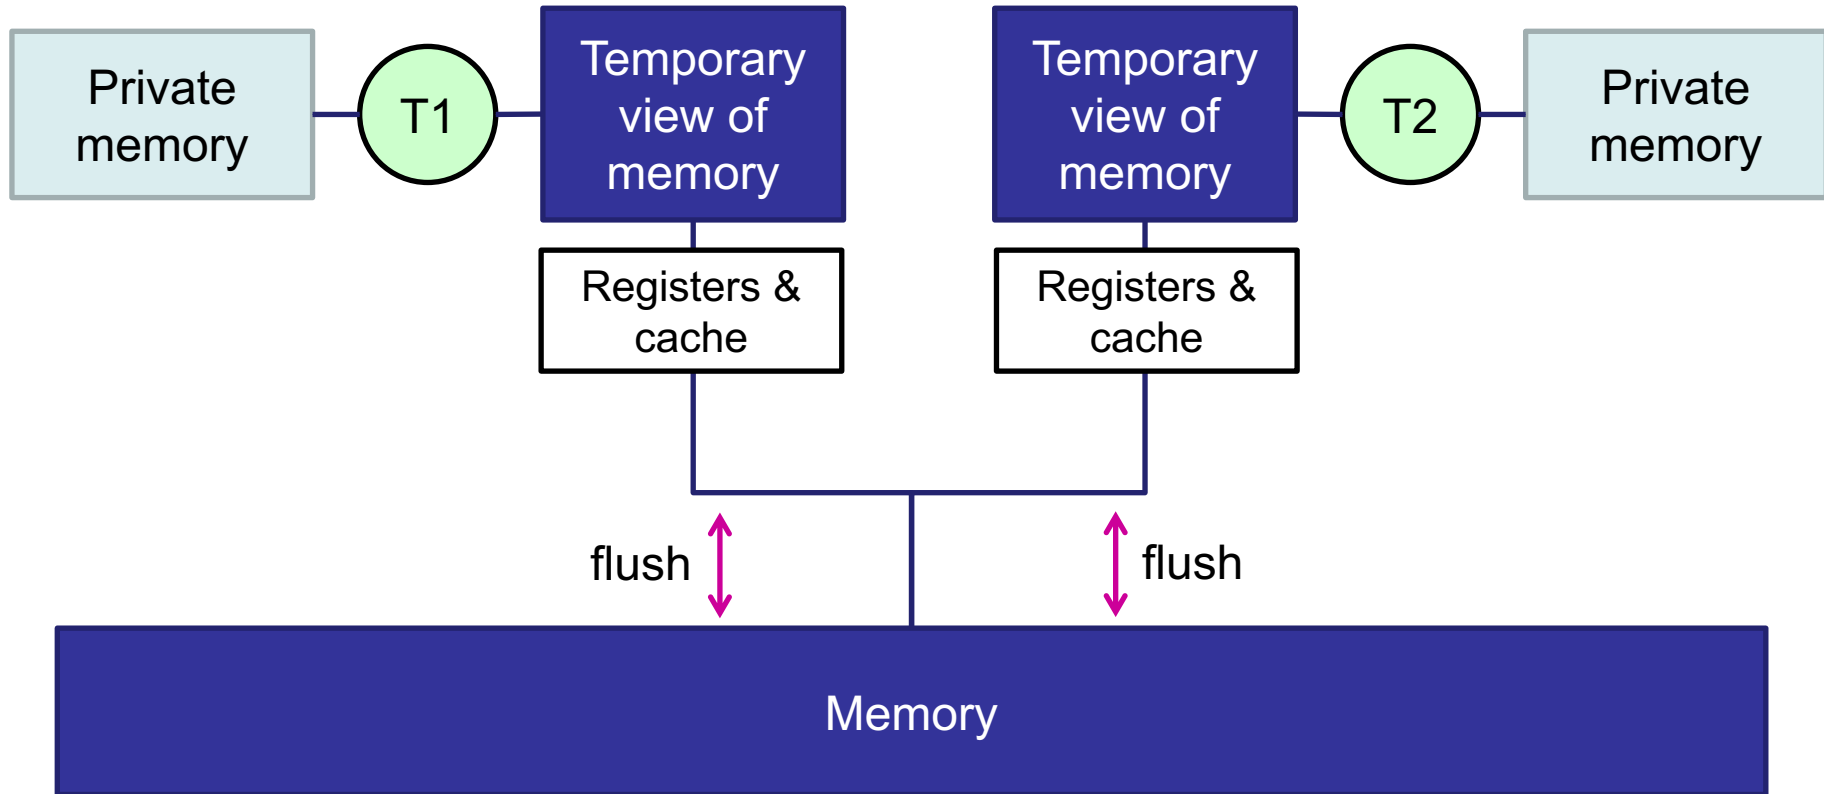 Private
memory
T1
Temporary
view of
memory
Temporary
view of
memory
T2
Private
memory
Registers &
cache
Registers &
cache
flush
flush
Memory